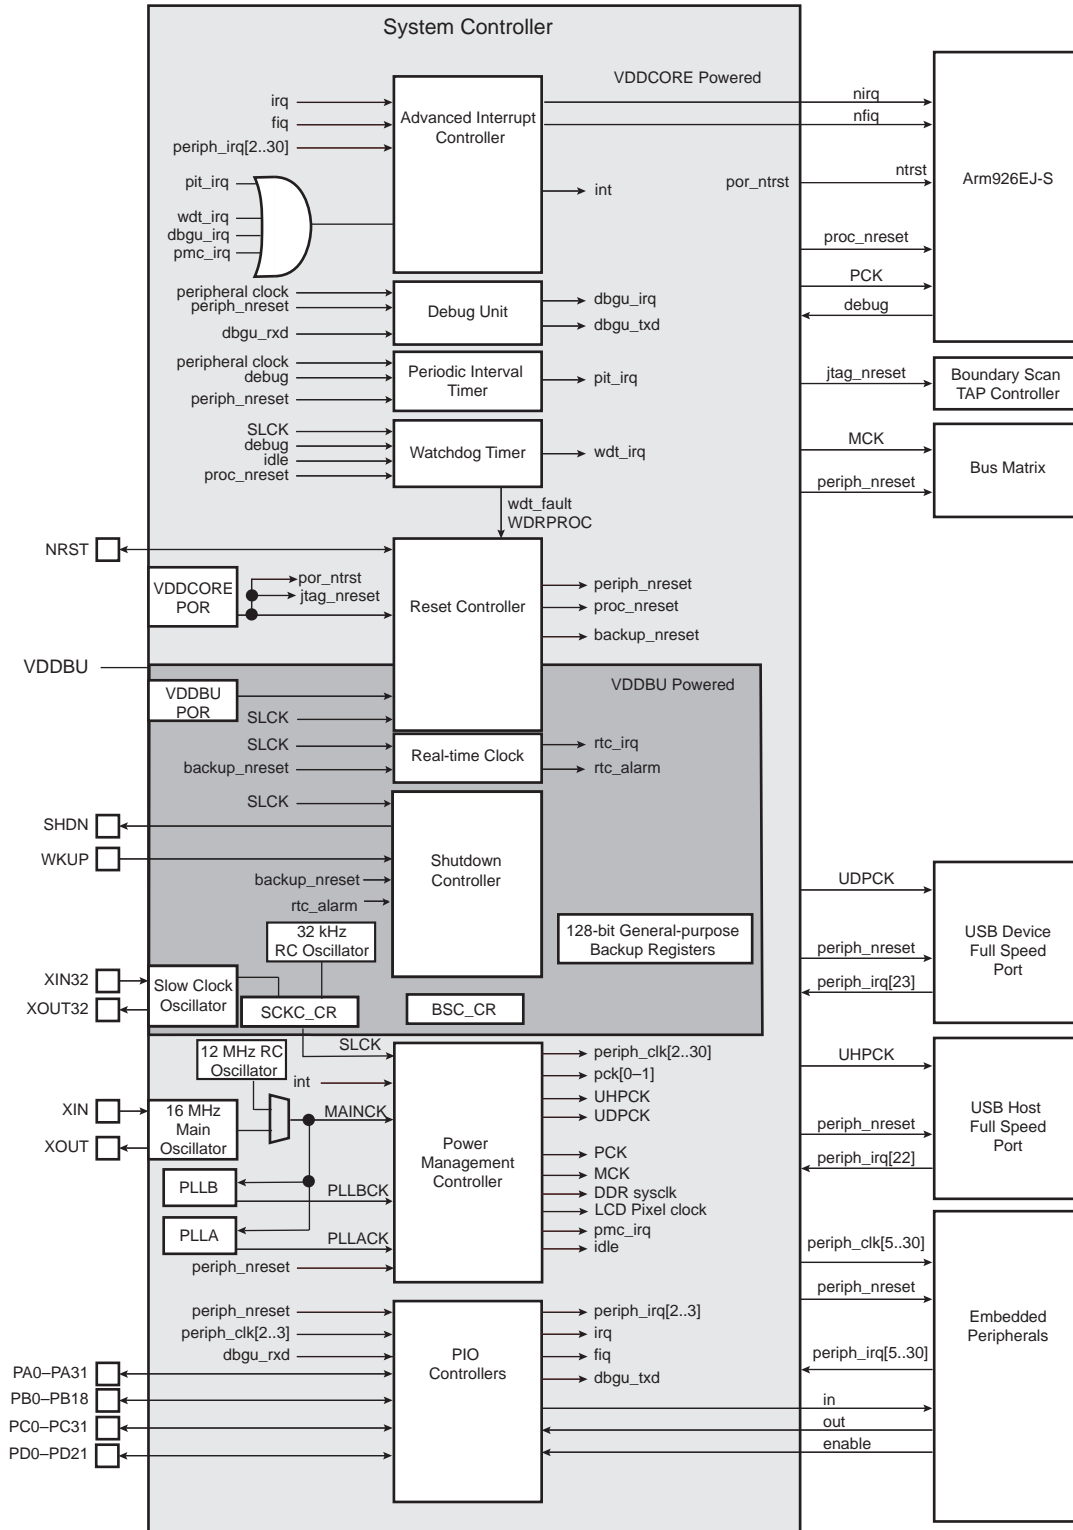 System Controller
VDDCORE Powered
irq
fiq
periph_irq[2..30]
Advanced Interrupt
Controller
nirq
nfiq
int
por_ntrst
ntrst
Arm926EJ-S
pit_irq
wdt_irq
dbgu_irq
pmc_irq
proc_nreset
PCK
debug
peripheral clock
periph_nreset
dbgu_rxd
Debug Unit
dbgu_irq
dbgu_txd
peripheral clock
debug
periph_nreset
Periodic Interval
Timer
pit_irq
jtag_nreset
Boundary Scan
TAP Controller
SLCK
debug
idle
proc_nreset
Watchdog Timer
wdt_irq
MCK
periph_nreset
Bus Matrix
wdt_fault
WDRPROC
NRST
VDDCORE
POR
por_ntrst
jtag_nreset
Reset Controller
periph_nreset
proc_nreset
backup_nreset
VDDBU
VDDBU Powered
VDDBU
POR
SLCK
SLCK
backup_nreset
Real-time Clock
rtc_irq
rtc_alarm
SLCK
SHDN
WKUP
backup_nreset
rtc_alarm
Shutdown
Controller
32 kHz
RC Oscillator
128-bit General-purpose
Backup Registers
UDPCK
periph_nreset
periph_irq[23]
USB Device
Full Speed
Port
XIN32
XOUT32
Slow Clock
Oscillator
SCKC_CR
BSC_CR
SLCK
12 MHz RC
Oscillator
int
XIN
XOUT
16 MHz
Main
Oscillator
MAINCK
PLLB
PLLBCK
PLLA
PLLACK
periph_nreset
Power
Management
Controller
periph_clk[2..30]
pck[0–1]
UHPCK
UDPCK
PCK
MCK
DDR sysclk
LCD Pixel clock
pmc_irq
idle
UHPCK
periph_nreset
periph_irq[22]
USB Host
Full Speed
Port
periph_clk[5..30]
periph_nreset
periph_irq[5..30]
in
out
enable
Embedded
Peripherals
periph_nreset
periph_clk[2..3]
dbgu_rxd
PIO
Controllers
periph_irq[2..3]
irq
fiq
dbgu_txd
PA0–PA31
PB0–PB18
PC0–PC31
PD0–PD21